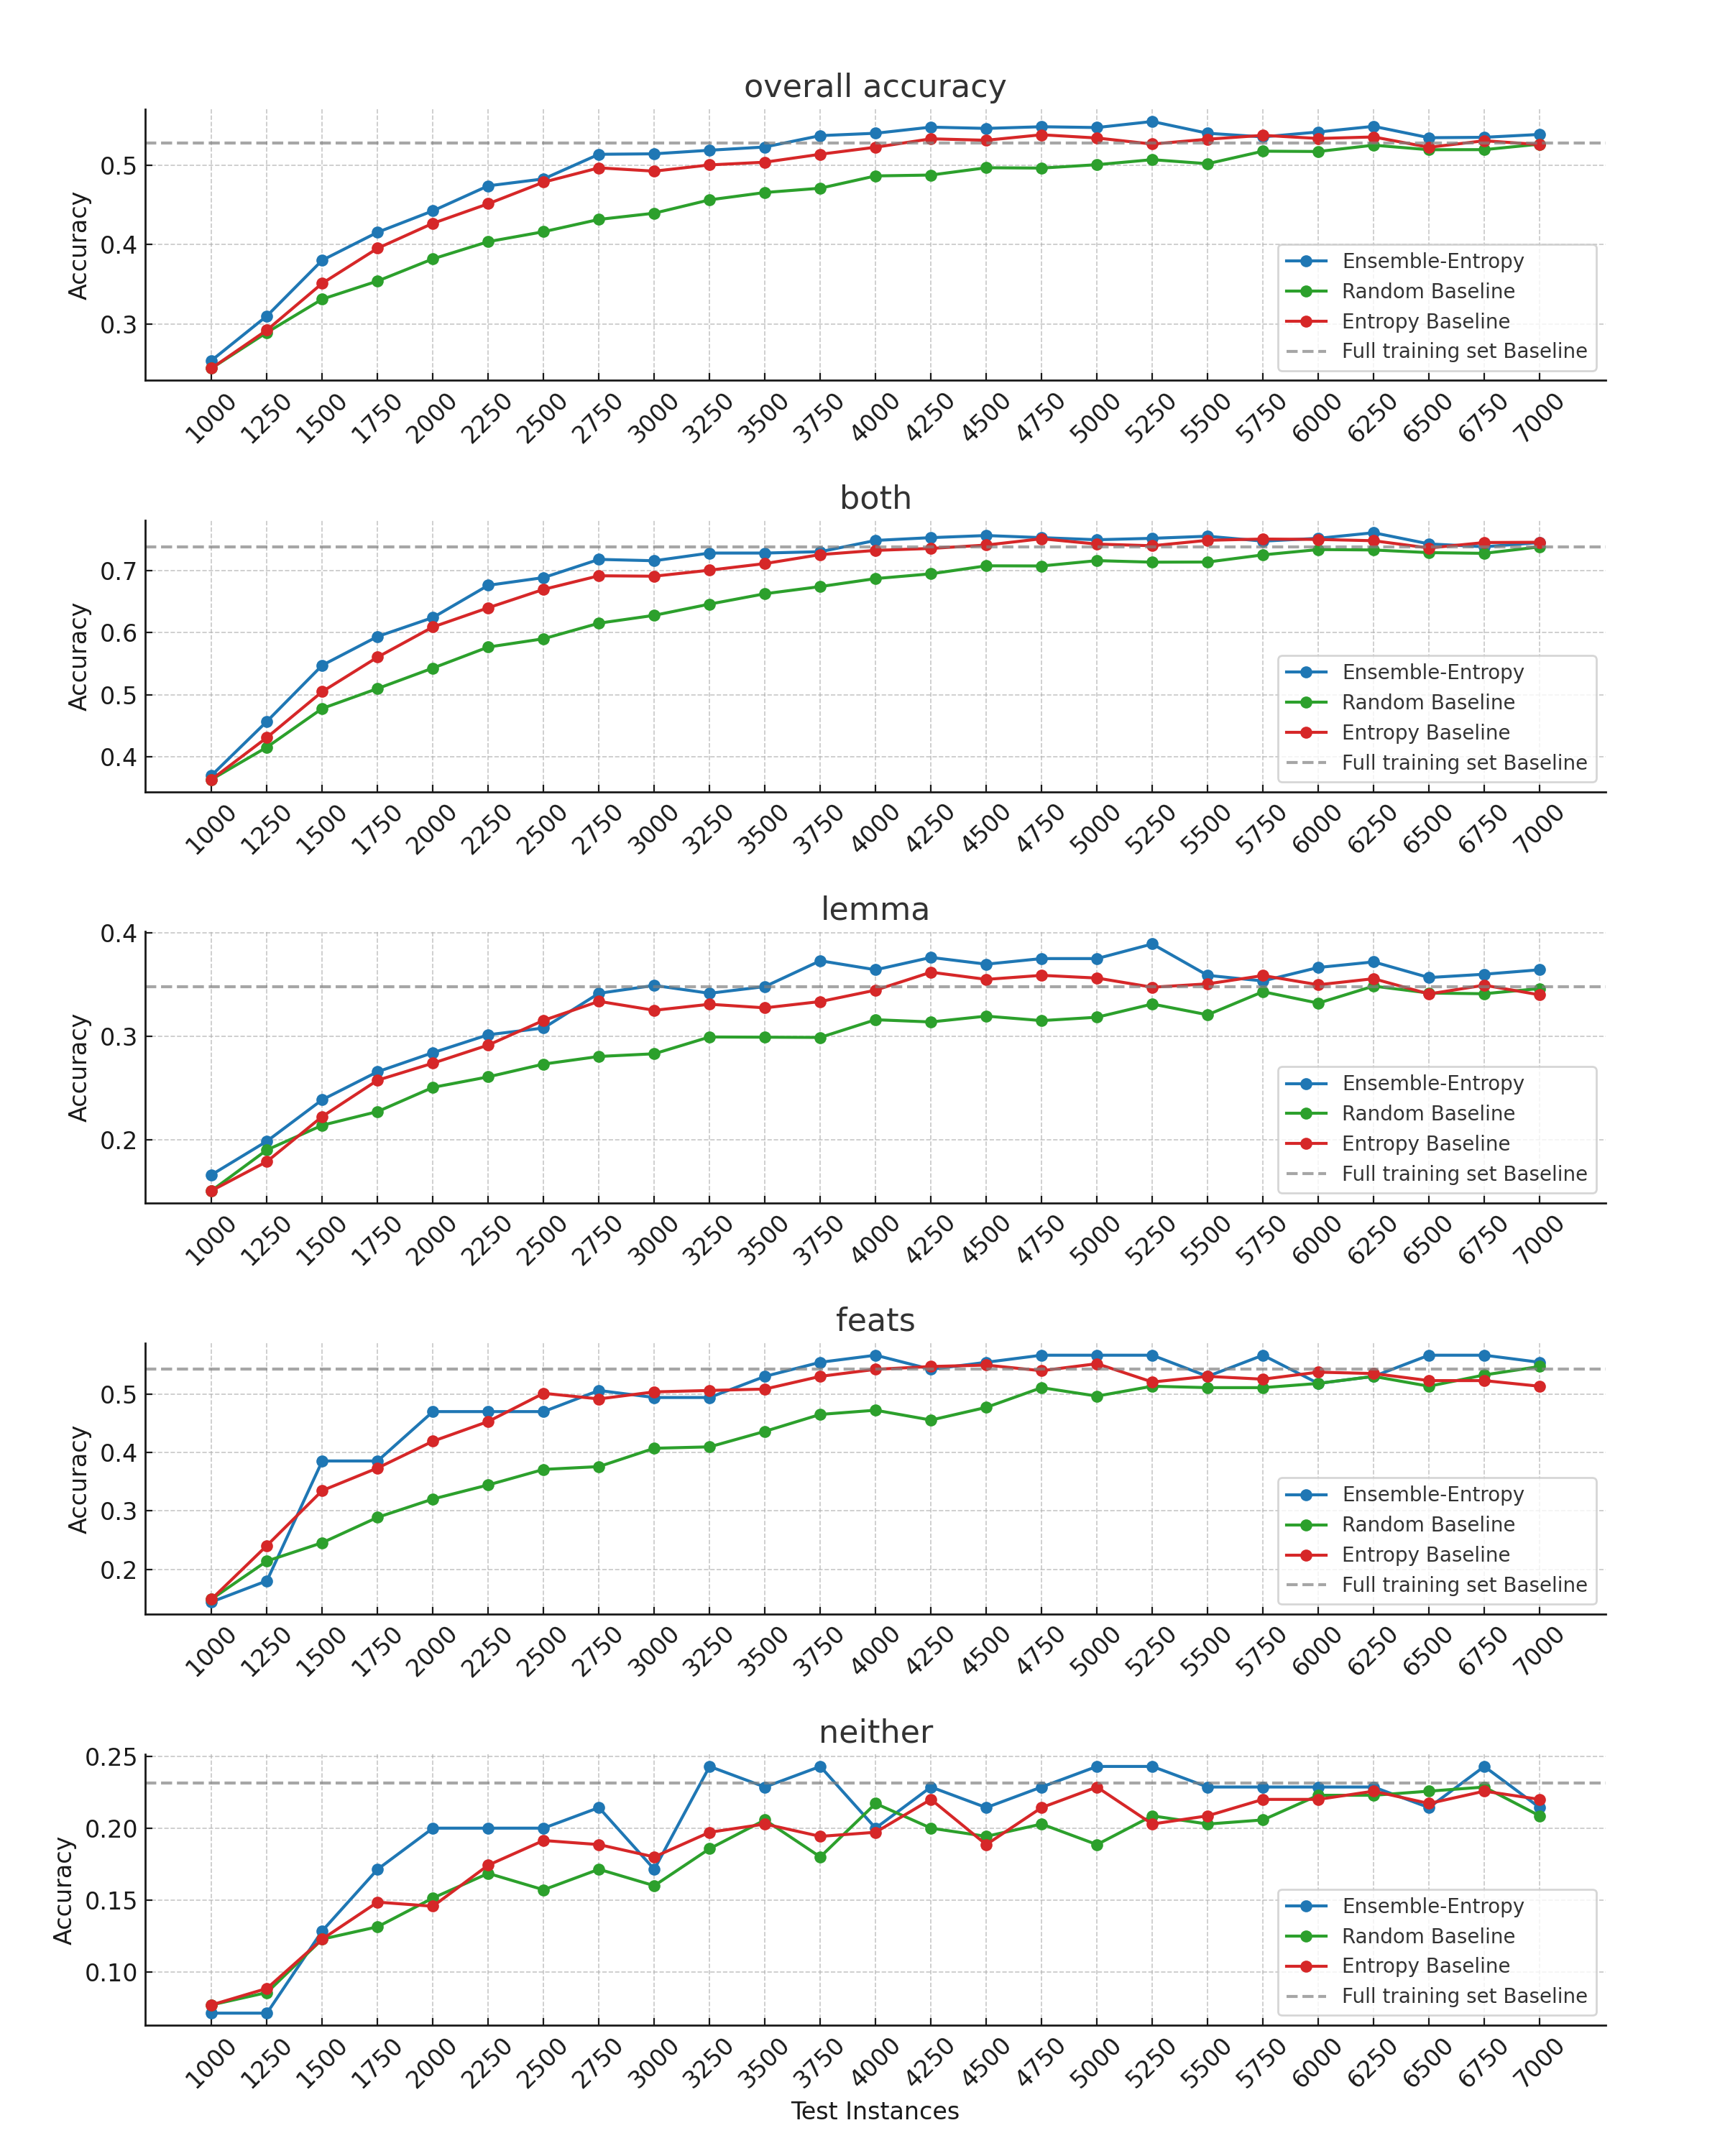 overall accuracy
Accuracy
0.5
0.4
0.3
Ensemble-Entropy
Random Baseline
Entropy Baseline
Full training set Baseline
1000 1250 1500 1750 2000 2250 2500 2750 3000 3250 3500 3750 4000 4250 4500 4750 5000 5250 5500 5750 6000 6250 6500 6750 7000
both
Accuracy
0.7
0.6
0.5
0.4
Ensemble-Entropy
Random Baseline
Entropy Baseline
Full training set Baseline
1000 1250 1500 1750 2000 2250 2500 2750 3000 3250 3500 3750 4000 4250 4500 4750 5000 5250 5500 5750 6000 6250 6500 6750 7000
lemma
Accuracy
0.4
0.3
0.2
Ensemble-Entropy
Random Baseline
Entropy Baseline
Full training set Baseline
1000 1250 1500 1750 2000 2250 2500 2750 3000 3250 3500 3750 4000 4250 4500 4750 5000 5250 5500 5750 6000 6250 6500 6750 7000
feats
Accuracy
0.5
0.4
0.3
0.2
Ensemble-Entropy
Random Baseline
Entropy Baseline
Full training set Baseline
1000 1250 1500 1750 2000 2250 2500 2750 3000 3250 3500 3750 4000 4250 4500 4750 5000 5250 5500 5750 6000 6250 6500 6750 7000
neither
Accuracy
0.25
0.20
0.15
0.10
Ensemble-Entropy
Random Baseline
Entropy Baseline
Full training set Baseline
1000 1250 1500 1750 2000 2250 2500 2750 3000 3250 3500 3750 4000 4250 4500 4750 5000 5250 5500 5750 6000 6250 6500 6750 7000
Test Instances